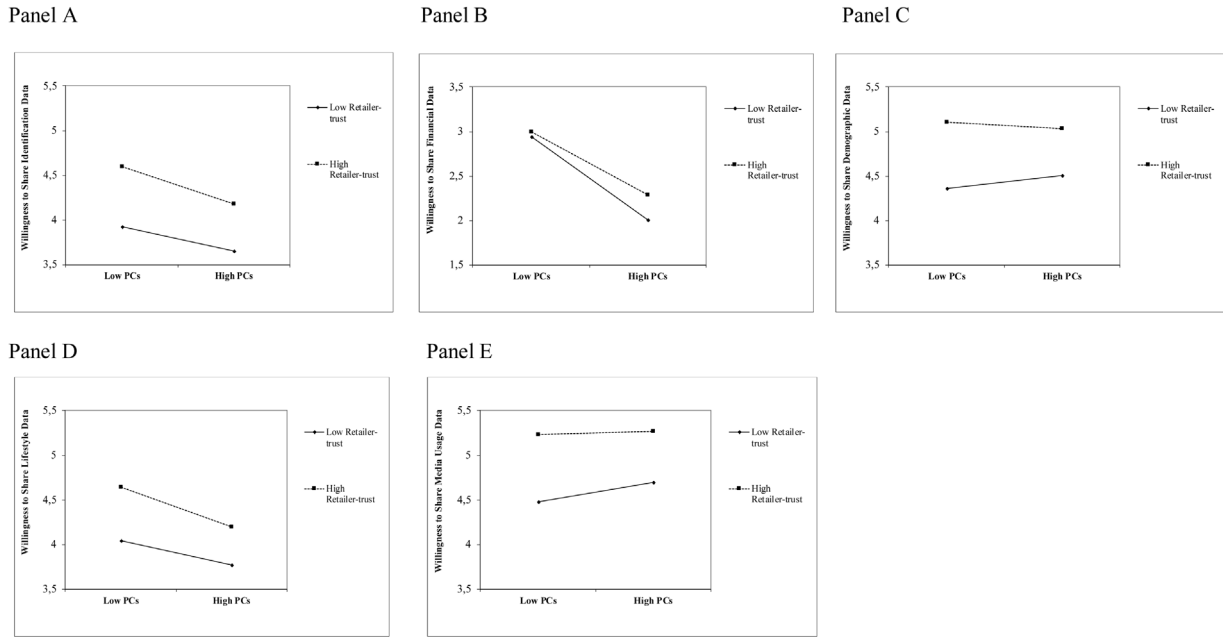 Panel A
Willingness to Share Identification Data
5,5
5
4,5
4
3,5
Low PCs
High PCs
Low Retailer-
trust
High
Retailer-trust
Panel B
Willingness to Share Financial Data
3,5
3
2,5
2
1,5
Low PCs
High PCs
Low Retailer-
trust
High
Retailer-trust
Panel C
Willingness to Share Demographic Data
5,5
5
4,5
4
3,5
Low PCs
High PCs
Low Retailer-
trust
High
Retailer-trust
Panel D
Willingness to Share Lifestyle Data
5,5
5
4,5
4
3,5
Low PCs
High PCs
Low Retailer-
trust
High
Retailer-trust
Panel E
Willingness to Share Media Usage Data
5,5
5
4,5
4
3,5
Low PCs
High PCs
Low Retailer-
trust
High
Retailer-trust